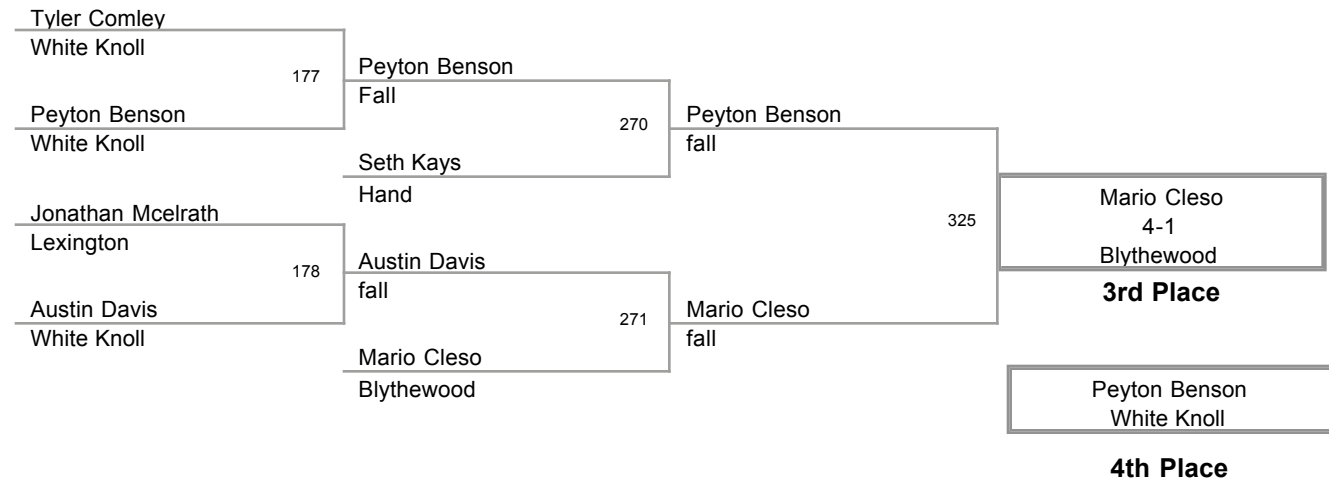 Tyler Comley
White Knoll
177
Peyton Benson
White Knoll
Peyton Benson
Fall
270
Seth Kays
Hand
Peyton Benson
fall
Jonathan Mcelrath
Lexington
178
Austin Davis
White Knoll
Austin Davis
fall
271
Mario Cleso
Blythewood
Mario Cleso
fall
325
Mario Cleso
4-1
Blythewood
3rd Place
Peyton Benson
White Knoll
4th Place